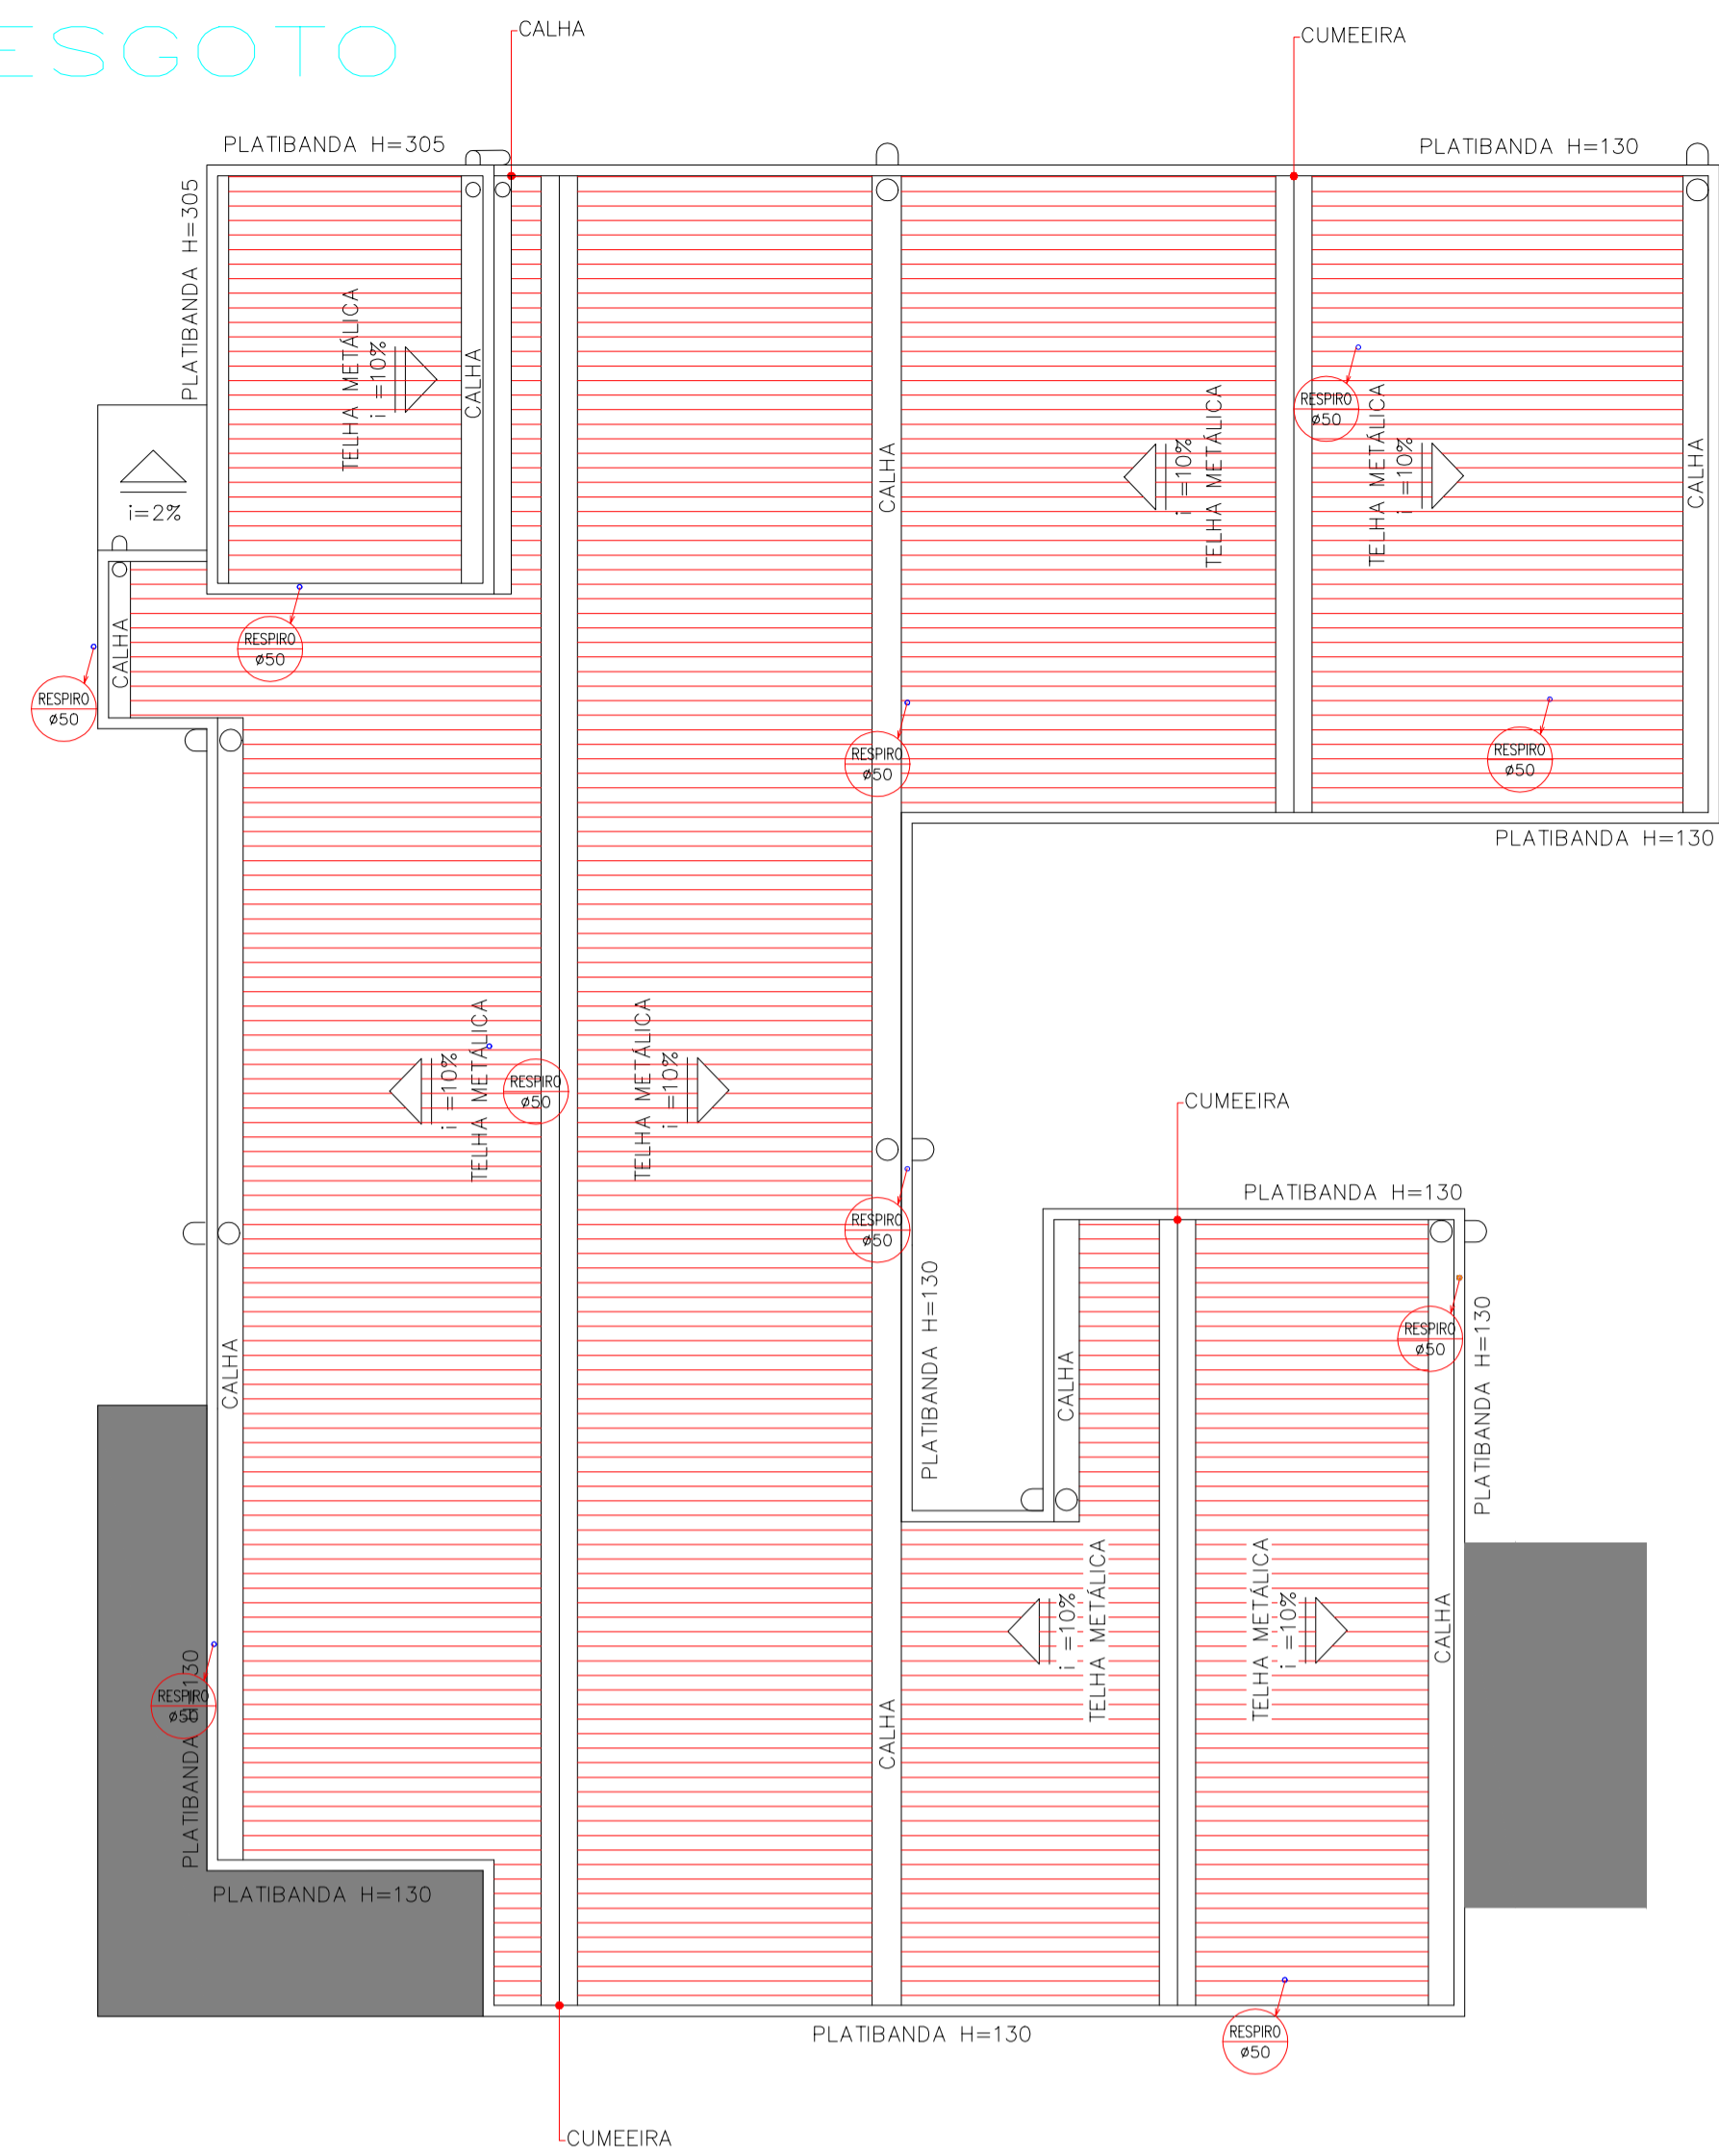 ESGOTO
CALHA
CUMEEIRA
PLATIBANDA H=305
PLATIBANDA H=130
PLATIBANDA H=305
TELHA METÁLICA
i =10%
CALHA
CALHA
i =10%
TELHA METÁLICA
RESPIRO
ø50
TELHA METÁLICA
i =10%
CALHA
i=2%
CALHA
RESPIRO
ø50
RESPIRO
ø50
RESPIRO
ø50
RESPIRO
ø50
PLATIBANDA H=130
i =10%
TELHA METÁLICA
RESPIRO
ø50
TELHA METÁLICA
i =10%
CUMEEIRA
PLATIBANDA H=130
RESPIRO
ø50
PLATIBANDA H=130
CALHA
CALHA
RESPIRO
ø50
PLATIBANDA H=130
i =10%
TELHA METÁLICA
TELHA METÁLICA
i =10%
CALHA
PLATIBANDA H=130
RESPIRO
ø50
CALHA
PLATIBANDA H=130
PLATIBANDA H=130
RESPIRO
ø50
CUMEEIRA